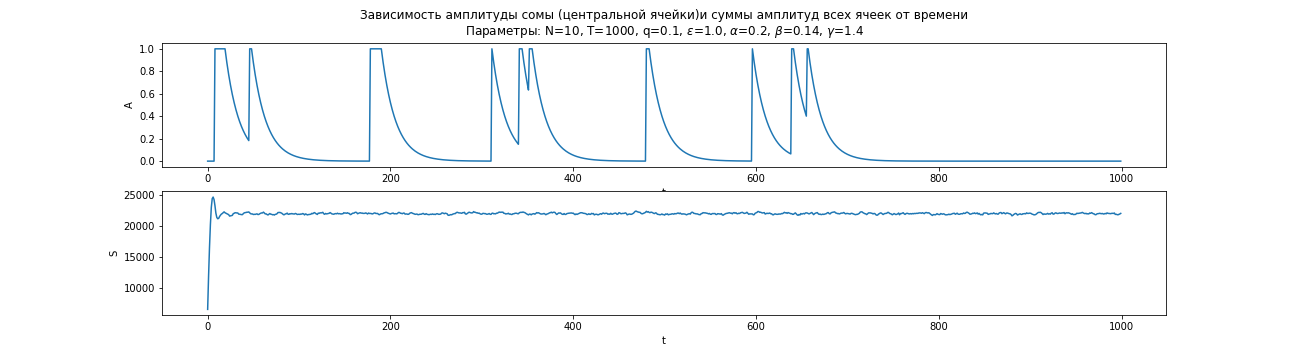 Зависимость амплитуды сомы (центральной ячейки)и суммы амплитуд всех ячеек от времени
Параметры: N=10, T=1000, q=0.1, ε=1.0, α=0.2, β=0.14, γ=1.4
1.0
0.8
0.6
0.4
0.2
0.0
A
0 200 400 600 800 1000
25000
20000
15000
10000
S
0 200 400 600 800 1000
t